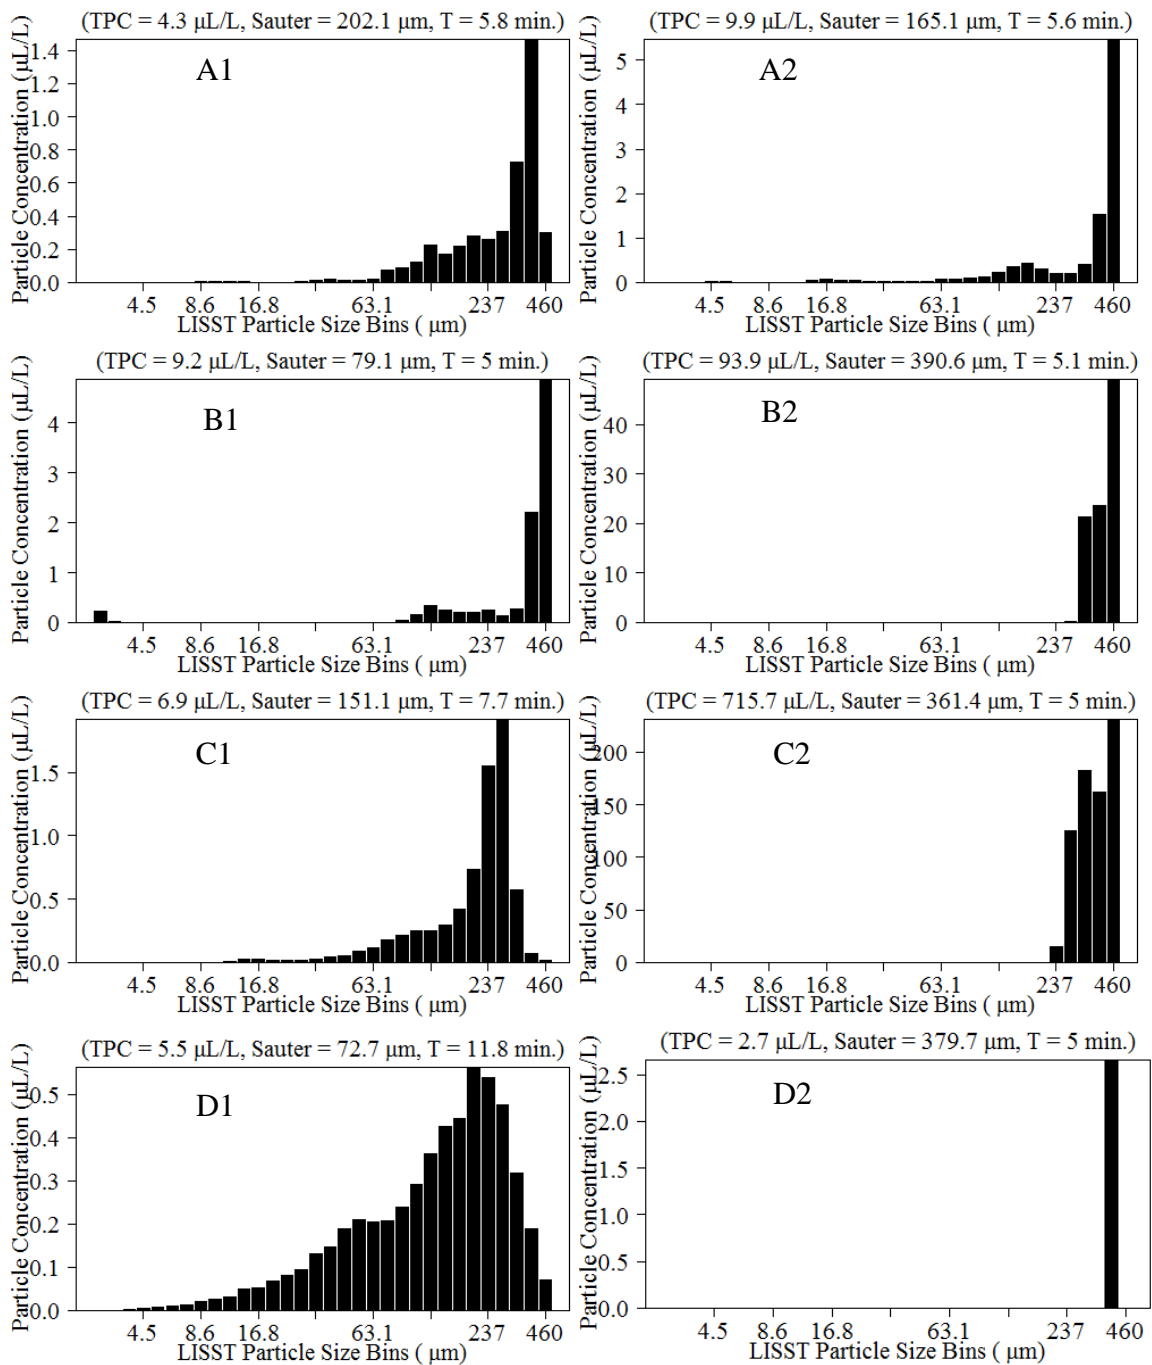 (TPC = 4.3 µL/L, Sauter = 202.1 µm, T = 5.8 min.)
A1
Particle Concentration (µL/L)
1.4
1.2
1.0
0.8
0.6
0.4
0.2
0.0
4.5 8.6 16.8 63.1 237 460
LISST Particle Size Bins ( µm)
(TPC = 9.9 µL/L, Sauter = 165.1 µm, T = 5.6 min.)
A2
Particle Concentration (µL/L)
5
4
3
2
1
0
4.5 8.6 16.8 63.1 237 460
LISST Particle Size Bins ( µm)
(TPC = 9.2 µL/L, Sauter = 79.1 µm, T = 5 min.)
B1
Particle Concentration (µL/L)
4
3
2
1
0
4.5 8.6 16.8 63.1 237 460
LISST Particle Size Bins ( µm)
(TPC = 93.9 µL/L, Sauter = 390.6 µm, T = 5.1 min.)
B2
Particle Concentration (µL/L)
40
30
20
10
0
4.5 8.6 16.8 63.1 237 460
LISST Particle Size Bins ( µm)
(TPC = 6.9 µL/L, Sauter = 151.1 µm, T = 7.7 min.)
C1
Particle Concentration (µL/L)
1.5
1.0
0.5
0.0
4.5 8.6 16.8 63.1 237 460
LISST Particle Size Bins ( µm)
(TPC = 715.7 µL/L, Sauter = 361.4 µm, T = 5 min.)
C2
Particle Concentration (µL/L)
200
150
100
50
0
4.5 8.6 16.8 63.1 237 460
LISST Particle Size Bins ( µm)
(TPC = 5.5 µL/L, Sauter = 72.7 µm, T = 11.8 min.)
D1
Particle Concentration (µL/L)
0.5
0.4
0.3
0.2
0.1
0.0
4.5 8.6 16.8 63.1 237 460
LISST Particle Size Bins ( µm)
(TPC = 2.7 µL/L, Sauter = 379.7 µm, T = 5 min.)
D2
Particle Concentration (µL/L)
2.5
2.0
1.5
1.0
0.5
0.0
4.5 8.6 16.8 63.1 237 460
LISST Particle Size Bins ( µm)